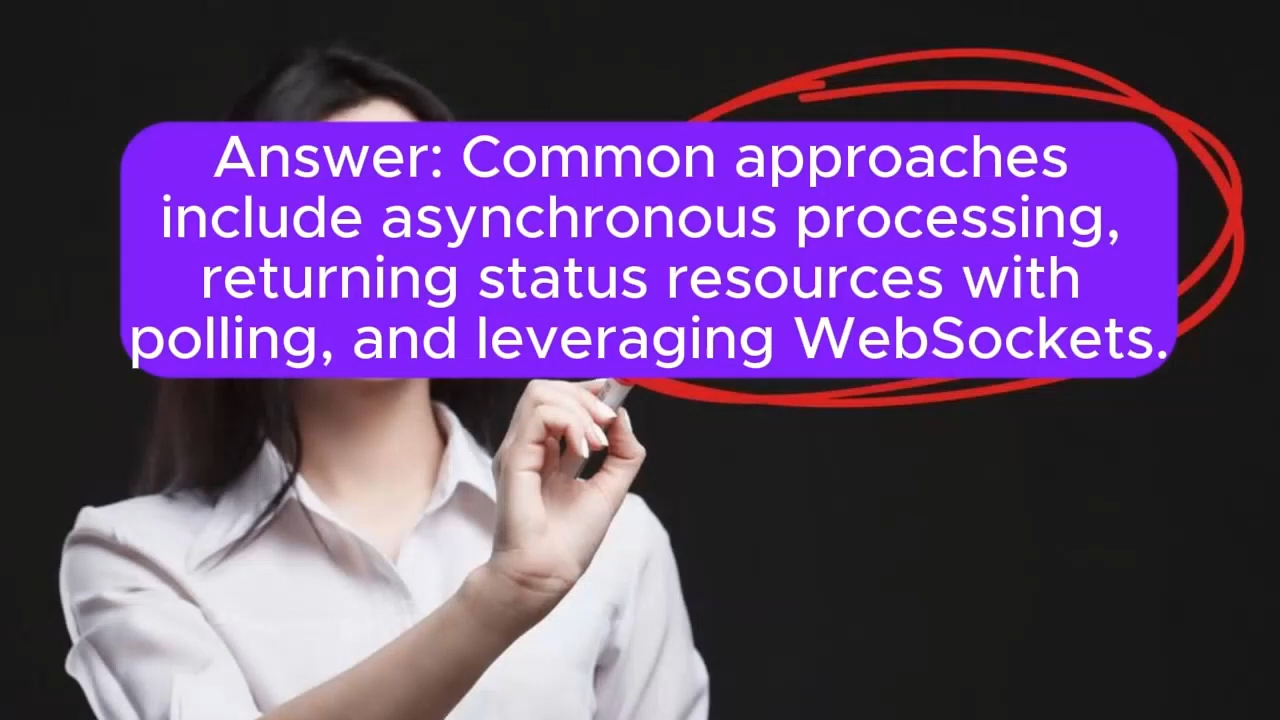 Answer: Common approaches
include asynchronous processing,
returning status resources with
polling, and leveraging WebSockets.